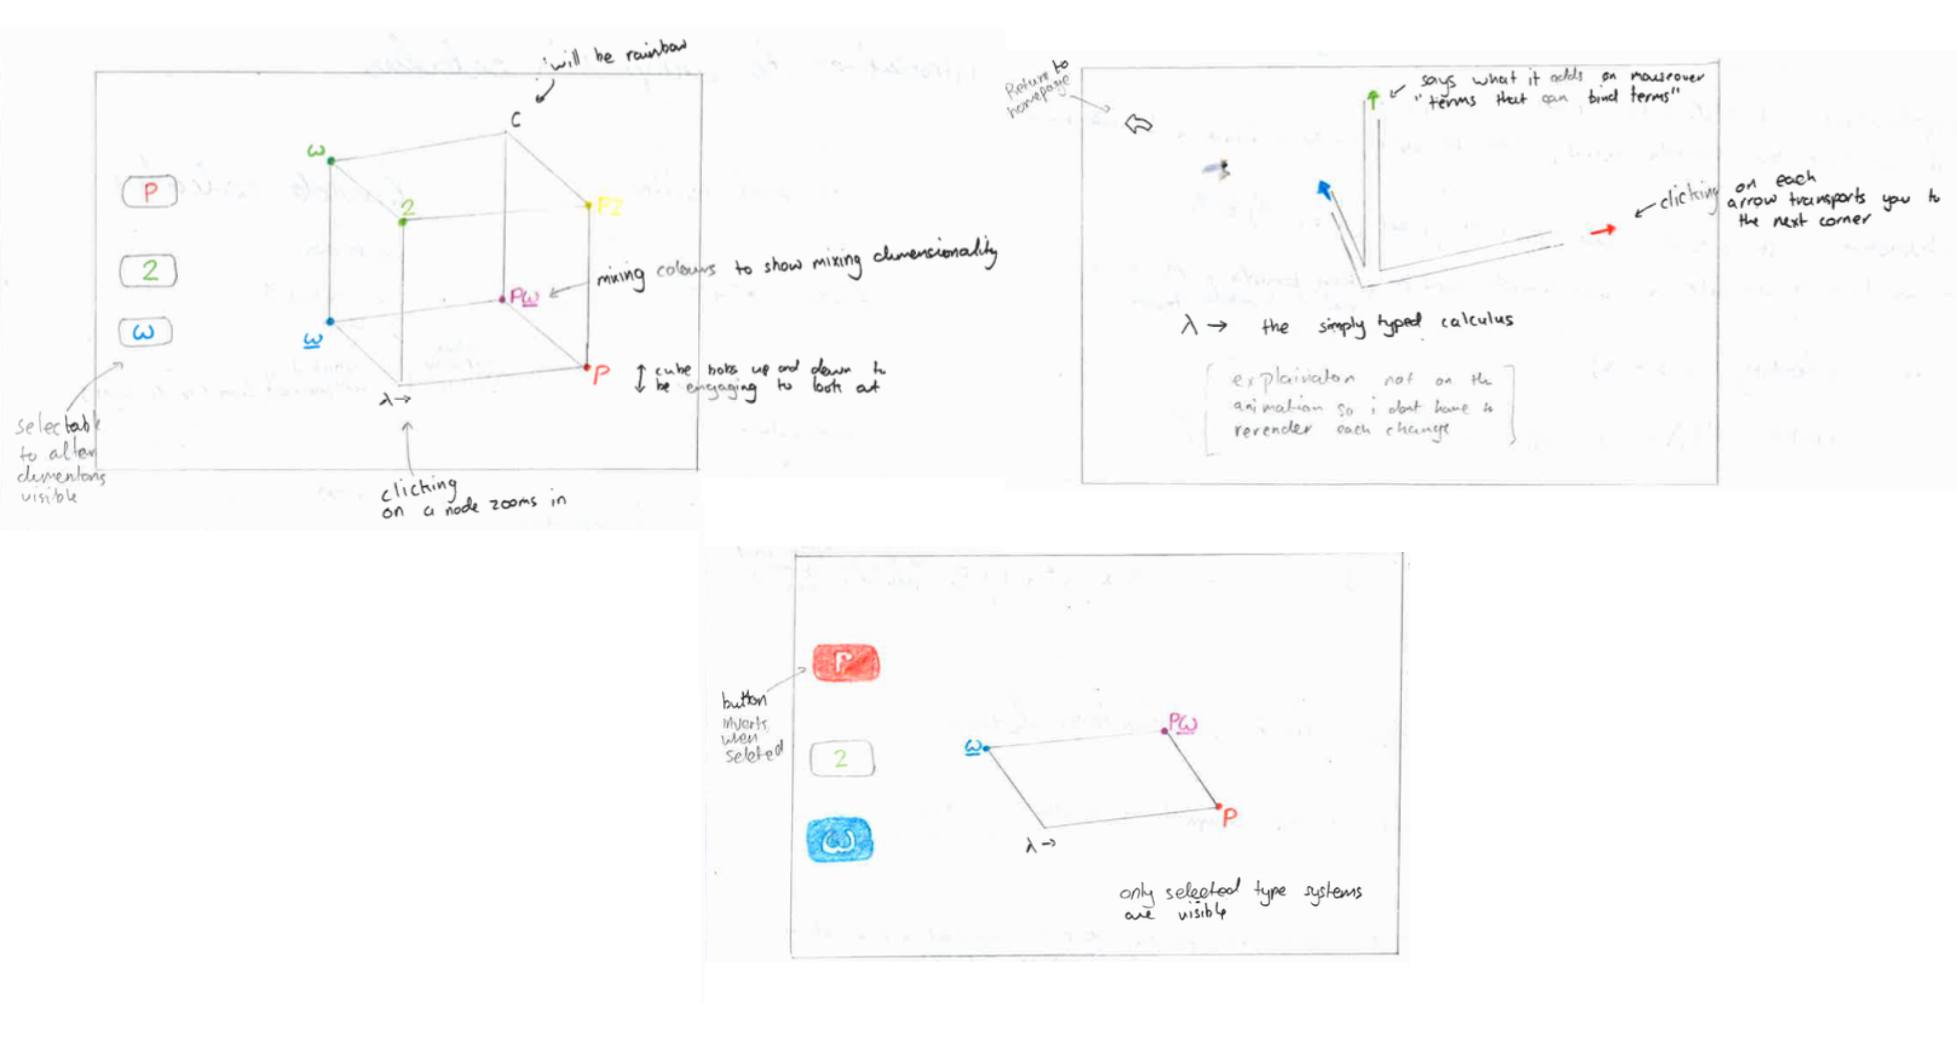 will be rainbow
C
ω
P
2
P2
2
mixing colours to show mixing dimensionality
Pω
ω
ω
P
cube bobs up and down to
be engaging to look at
λ→
selectable
to alter
dimentions
visible
clicking
on a node zooms in
Return to
homepage
says what it adds on mouseover
"terms that can bind terms"
clicking on each
arrow transports you to
the next corner
λ→ the simply typed calculus
explaination not on the
animation so i dont have to
rerender each change
P
button
inverts
when
seleted
2
ω
ω
Pω
P
λ→
only selected type systems
are visible